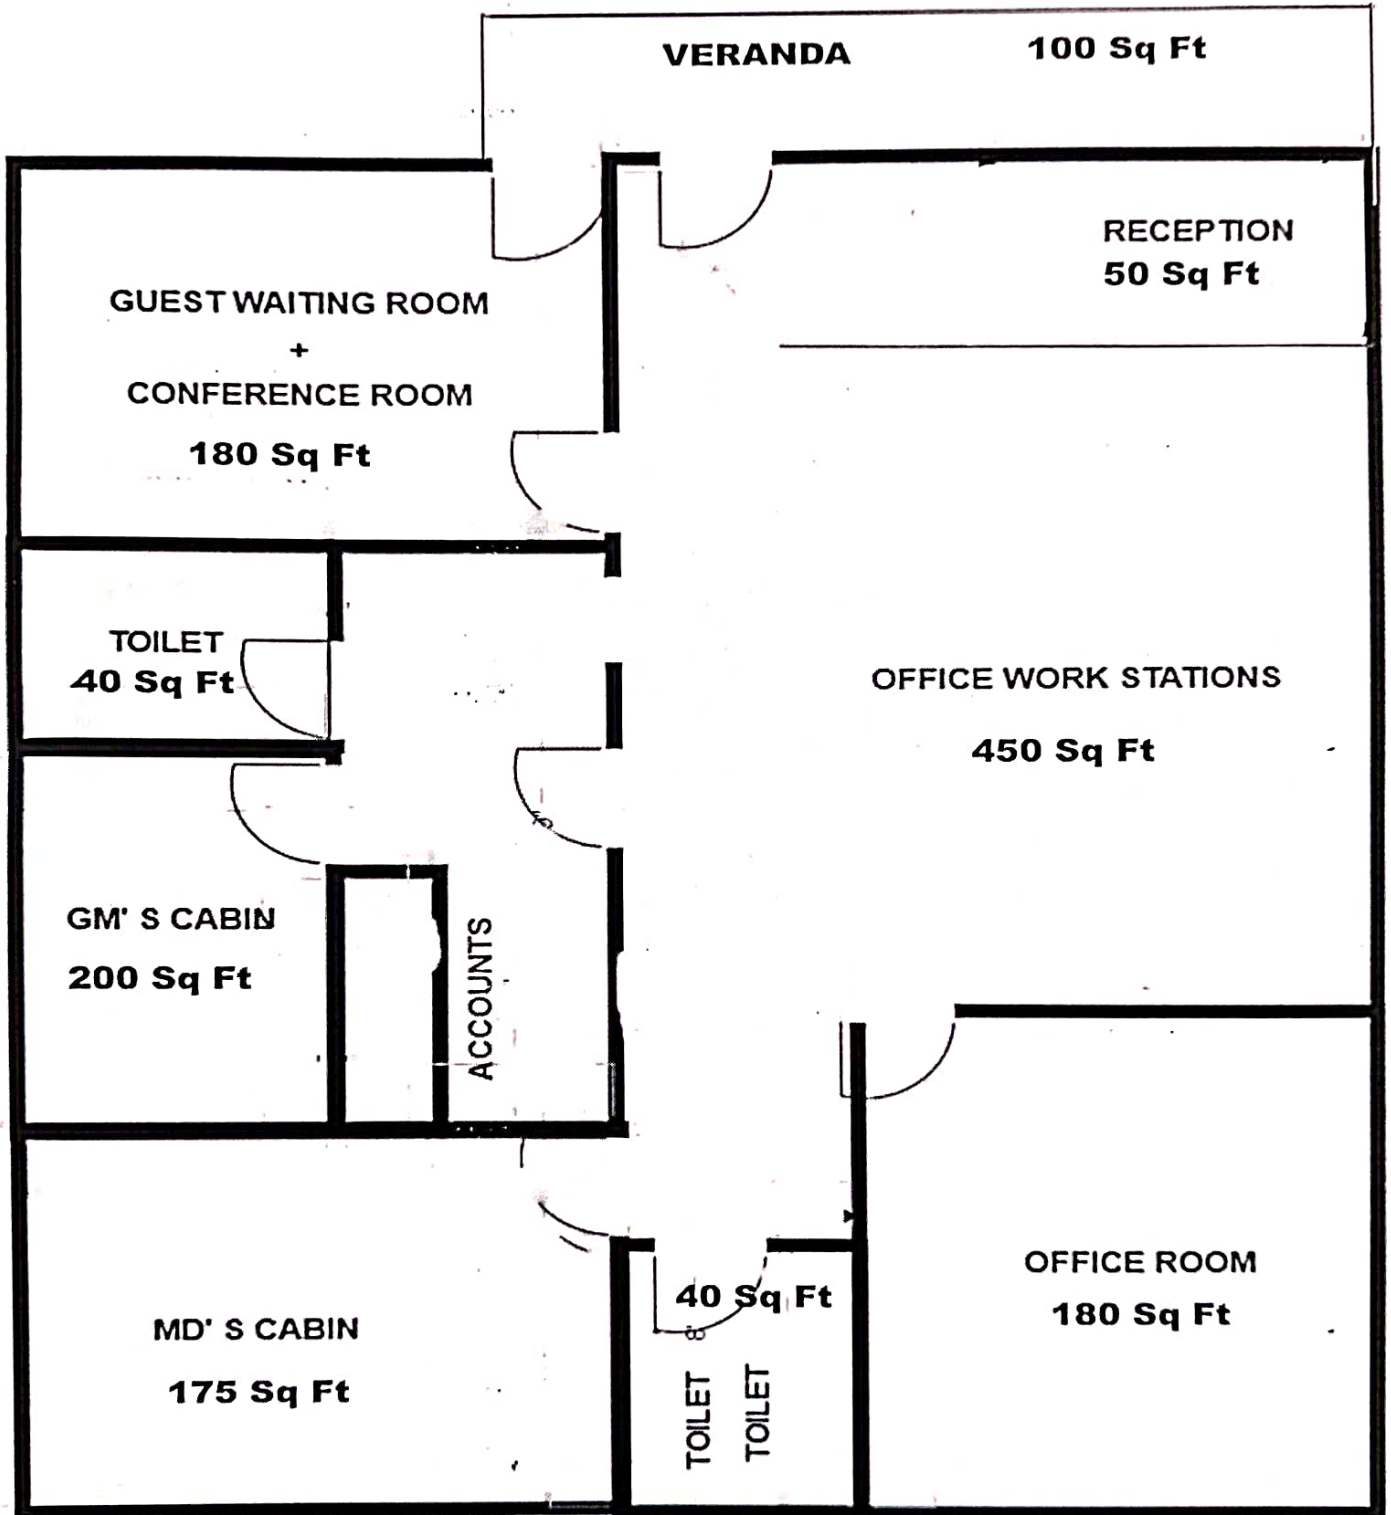 VERANDA 100 Sq Ft
RECEPTION
50 Sq Ft
GUEST WAITING ROOM
+
CONFERENCE ROOM
180 Sq Ft
TOILET
40 Sq Ft
OFFICE WORK STATIONS
450 Sq Ft
GM' S CABIN
200 Sq Ft
ACCOUNTS
MD' S CABIN
175 Sq Ft
40 Sq Ft
TOILET
TOILET
OFFICE ROOM
180 Sq Ft